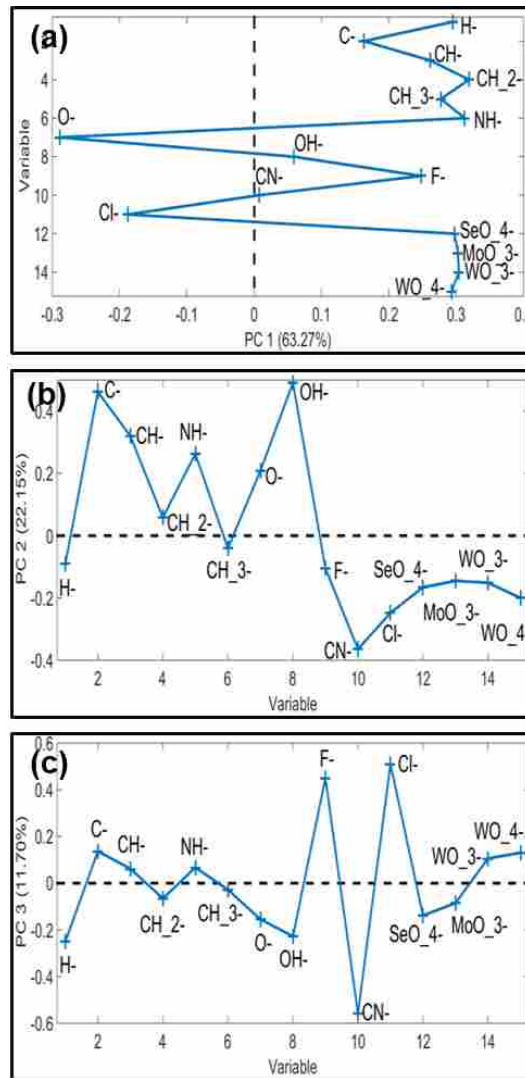 (a)
H-
C-
CH-
4
CH_2-
CH_3-
6
NH-
O-
Variable
8
OH-
F-
10
CN-
Cl-
12
SeO_4-
MoO_3-
14
WO_3-
WO_4-
-0.3 -0.2 -0.1 0 0.1 0.2 0.3
PC 1 (63.27%)
(b)
C-
OH-
0.4
CH-
NH-
0.2
O-
CH_2-
0
CH_3-
PC 2 (22.15%)
H-
F-
WO_3-
SeO_4-
-0.2
Cl-
MoO_3-
WO_4-
CN-
-0.4
2 4 6 8 10 12 14
Variable
(c)
0.6
F-
Cl-
0.4
0.2
C-
CH-
NH-
WO_3-
WO_4-
0
CH_2-
CH_3-
PC 3 (11.70%)
-0.2
H-
O-
OH-
SeO_4-
MoO_3-
-0.4
CN-
-0.6
2 4 6 8 10 12 14
Variable